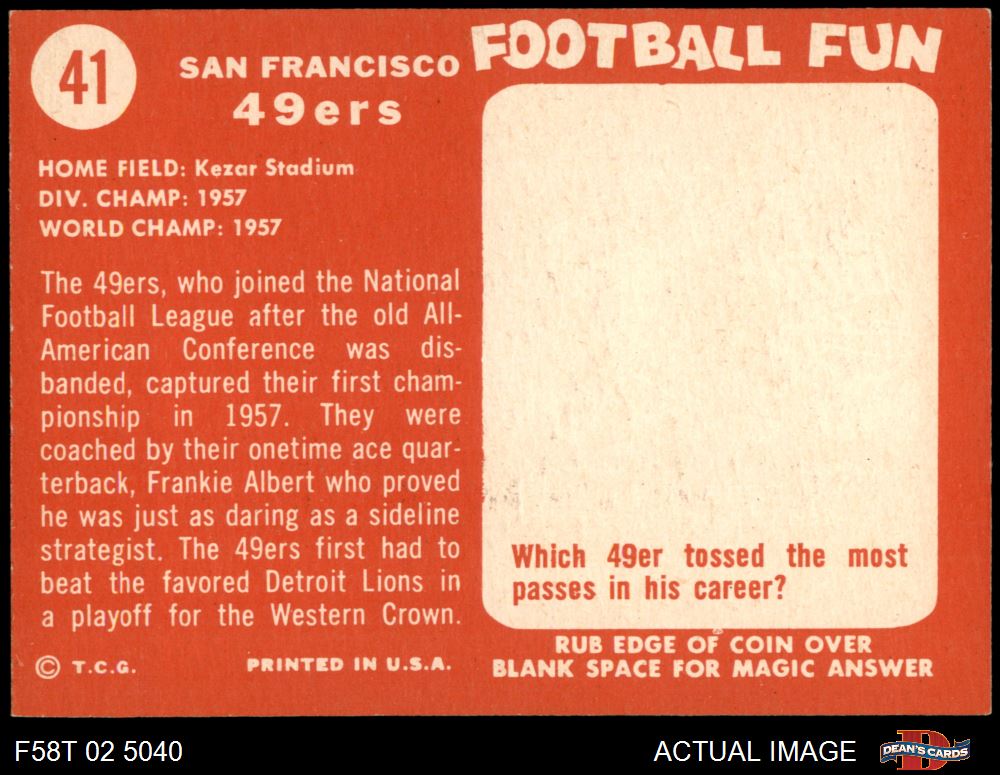 41
SAN FRANCISCO
49ers
HOME FIELD: Kezar Stadium
DIV. CHAMP: 1957
WORLD CHAMP: 1957
The 49ers, who joined the National
Football League after the old All-
American Conference was dis-
banded, captured their first cham-
pionship in 1957. They were
coached by their onetime ace quar-
terback, Frankie Albert who proved
he was just as daring as a sideline
strategist. The 49ers first had to
beat the favored Detroit Lions in
a playoff for the Western Crown.
© T.C.G. PRINTED IN U.S.A.
FOOTBALL FUN
Which 49er tossed the most
passes in his career?
RUB EDGE OF COIN OVER
BLANK SPACE FOR MAGIC ANSWER
F58T 02 5040
ACTUAL IMAGE
D
DEAN'S CARDS